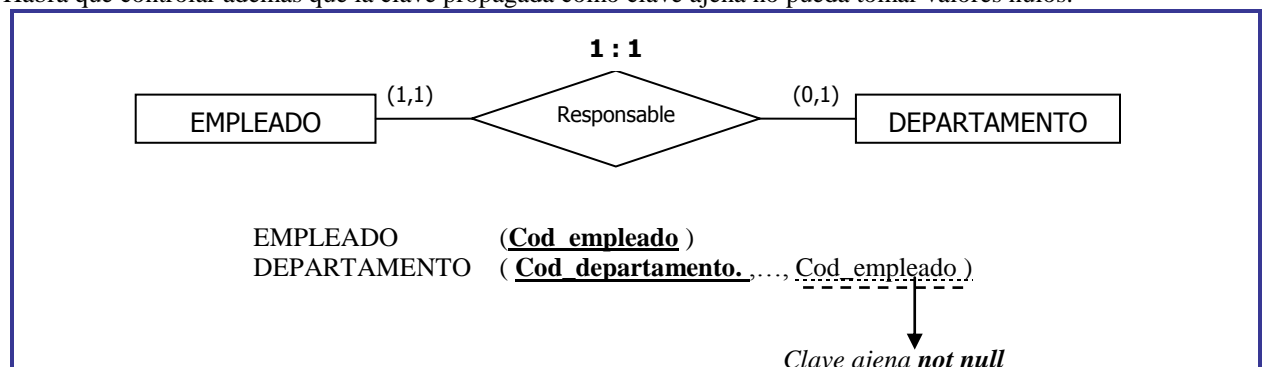 Habrá que controlar además que la clave propagada como clave ajena no pueda tomar valores nulos.
1 : 1
(1,1) Responsable (0,1)
EMPLEADO DEPARTAMENTO
EMPLEADO (Cod_empleado )
DEPARTAMENTO ( Cod_departamento. ,…, Cod_empleado )
Clave ajena not null